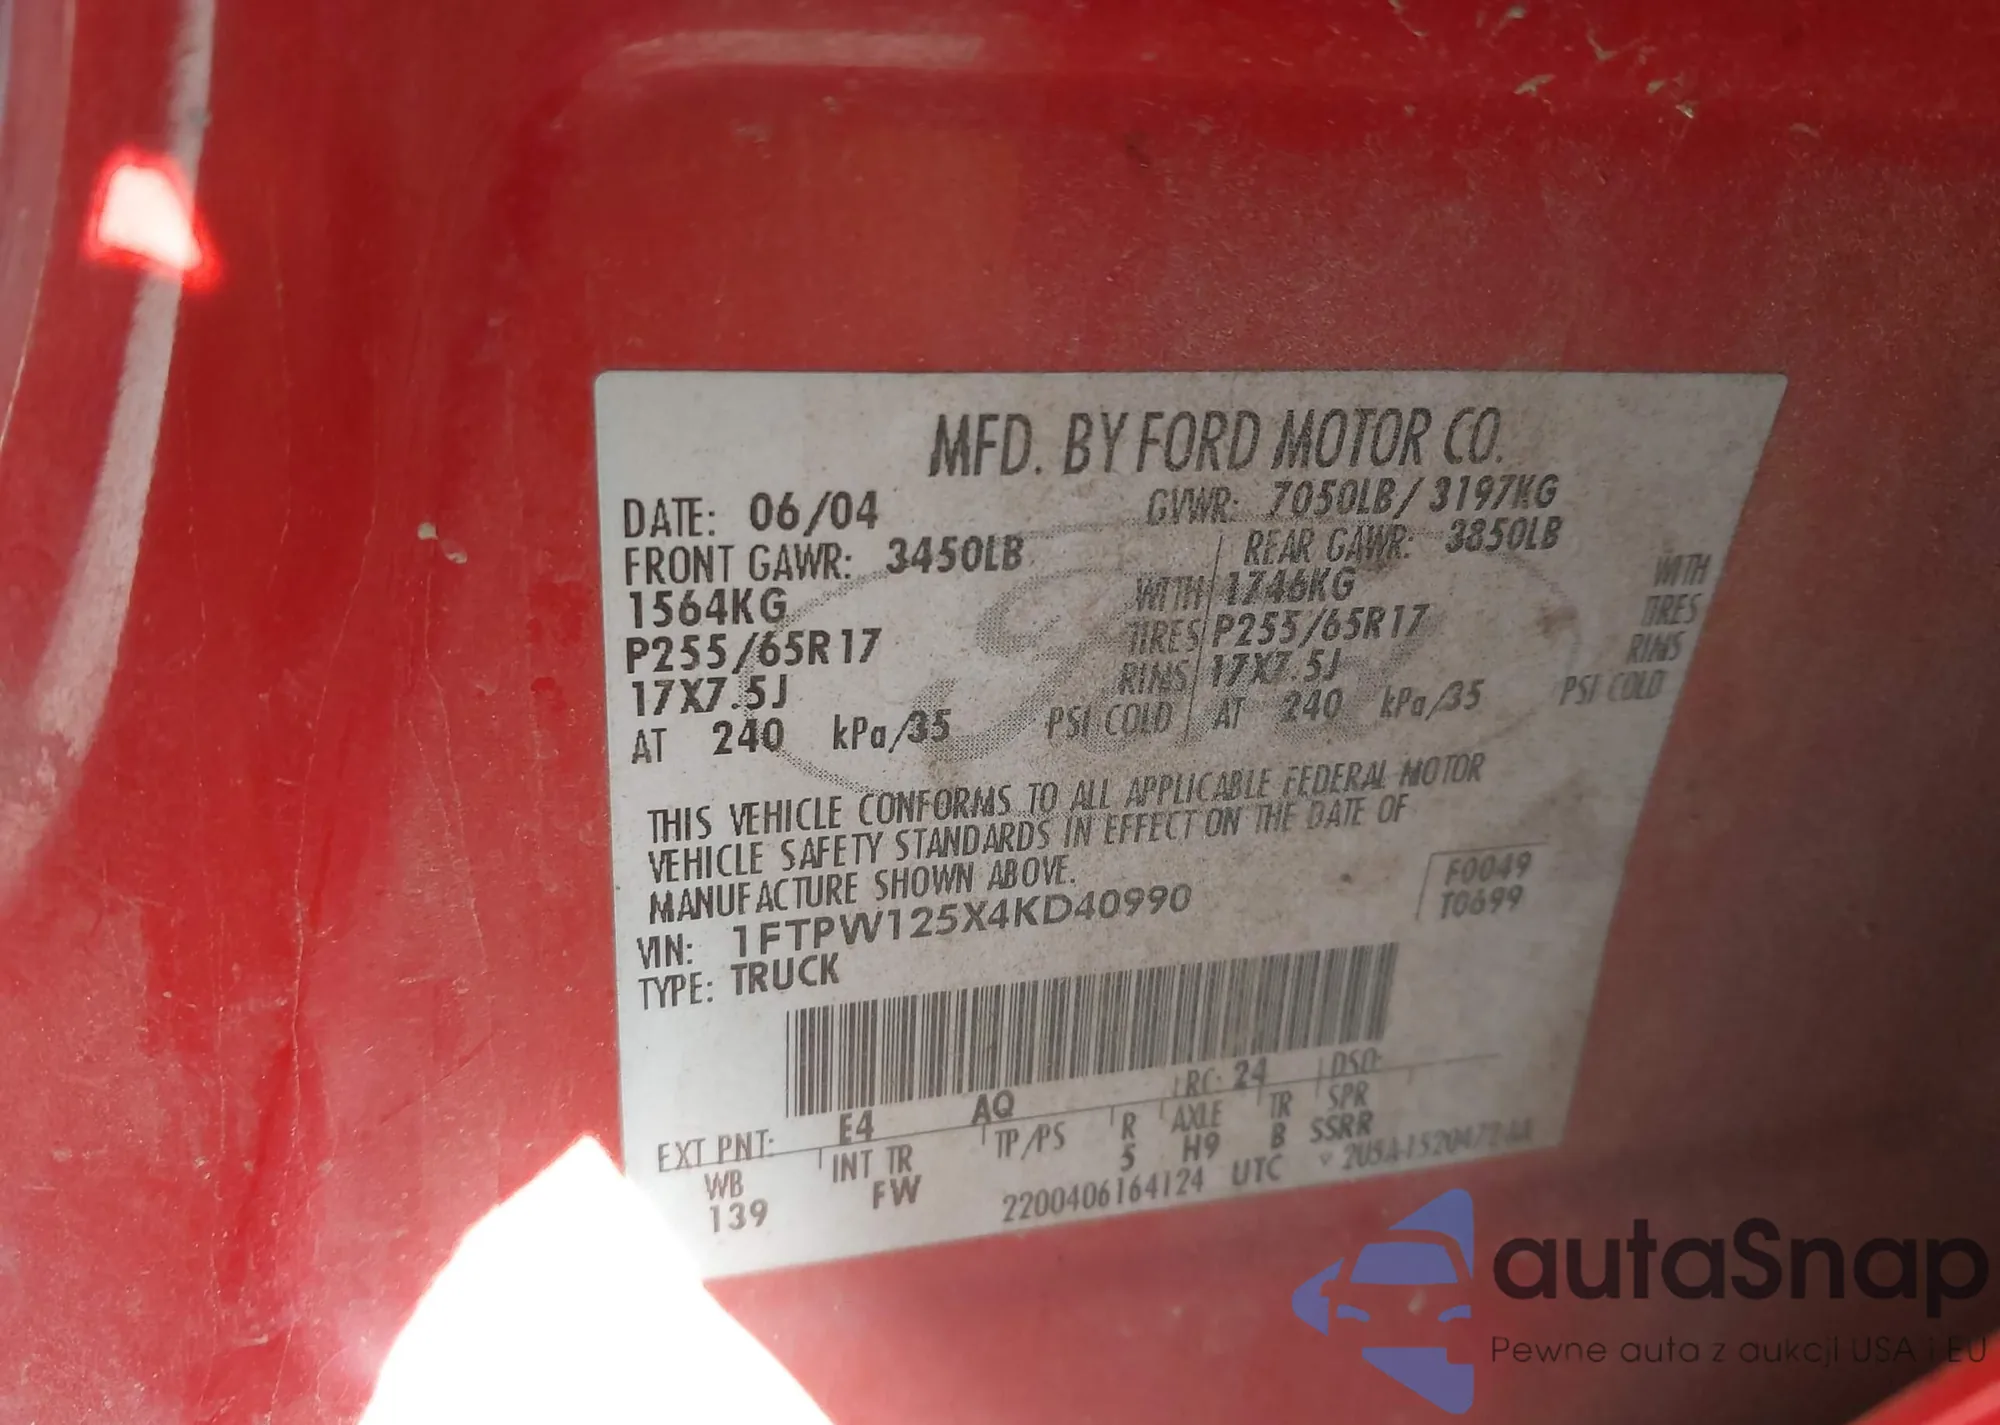 MFD. BY FORD MOTOR CO.
DATE: 06/04 GVWR: 7050LB/ 3197KG
FRONT GAWR: 3450LB REAR GAWR: 3850LB
1564KG WITH 1746KG WITH
P255/65R17 TIRES P255/65R17 TIRES
17X7.5J RIMS 17X7.5J RIMS
AT 240 kPa/35 PSI COLD AT 240 kPa/35 PSI COLD
THIS VEHICLE CONFORMS TO ALL APPLICABLE FEDERAL MOTOR
VEHICLE SAFETY STANDARDS IN EFFECT ON THE DATE OF
MANUFACTURE SHOWN ABOVE.
F0049
T0699
VIN: 1FTPW125X4KD40990
TYPE: TRUCK
EXT PNT: E4 AQ RC: 24 DSO:
WB INT TR TP/PS R AXLE TR SPR
139 FW 5 H9 B SSRR
2200406164124 UTC
autaSnap
Pewne auta z aukcji USA i EU